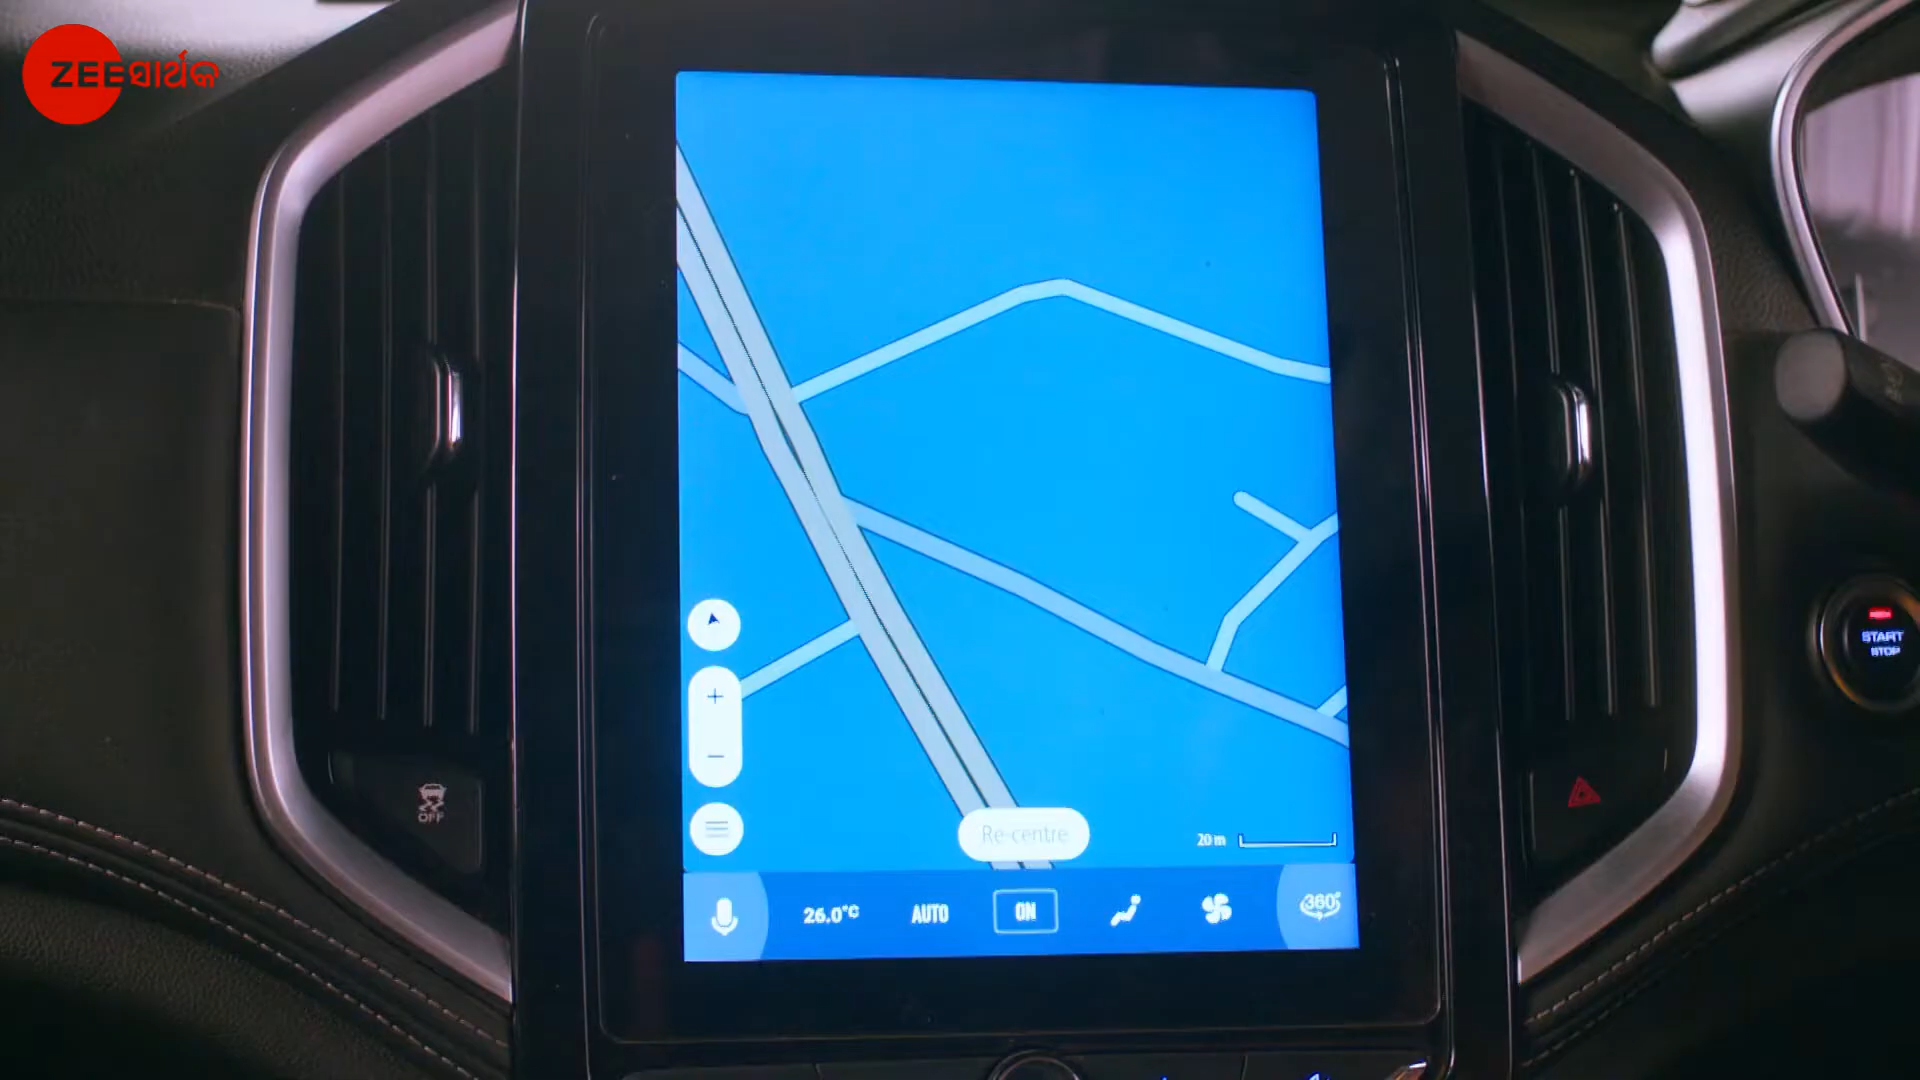 ZEEସାର୍ଥକ
START
STOP
OFF
Re-centre
20 m
26.0°C
AUTO
ON
360°